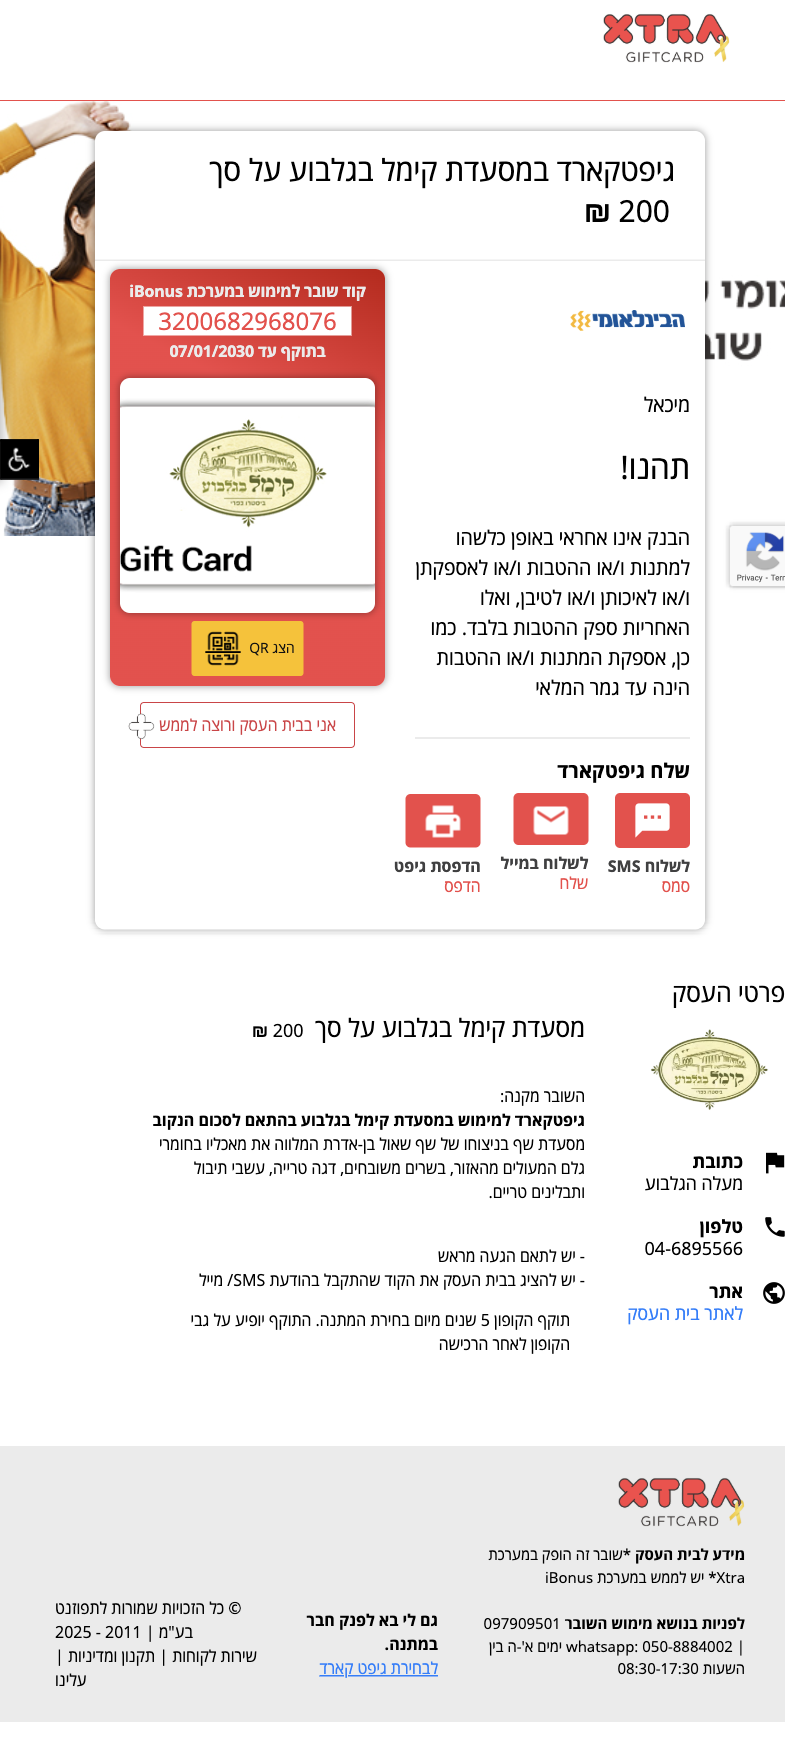 XTRA
GIFTCARD
גיפטקארד במסעדת קימל בגלבוע על סך
200 ₪
הבינלאומי
מיכאל
תהנו!
הבנק אינו אחראי באופן כלשהו
למתנות ו/או ההטבות ו/או לאספקתן
ו/או לאיכותן ו/או לטיבן, ואלו
האחריות ספק ההטבות בלבד. כמו
כן, אספקת המתנות ו/או ההטבות
הינה עד גמר המלאי
קוד שובר למימוש במערכת iBonus
3200682968076
בתוקף עד 07/01/2030
קימל בגלבוע
ביסטרו כפרי
Gift Card
הצג QR
אני בבית העסק ורוצה לממש
שלח גיפטקארד
לשלוח SMS
סמס
לשלוח במייל
שלח
הדפסת גיפט
הדפס
שוב
Privacy - Terr
פרטי העסק
קימל בגלבוע
כתובת
מעלה הגלבוע
טלפון
04-6895566
אתר
לאתר בית העסק
מסעדת קימל בגלבוע על סך 200 ₪
השובר מקנה:
גיפטקארד למימוש במסעדת קימל בגלבוע בהתאם לסכום הנקוב
מסעדת שף בניצוחו של שף שאול בן-אדרת המלווה את מאכליו בחומרי
גלם המעולים מהאזור, בשרים משובחים, דגה טרייה, עשבי תיבול
ותבלינים טריים.
- יש לתאם הגעה מראש
- יש להציג בבית העסק את הקוד שהתקבל בהודעת SMS/ מייל
תוקף הקופון 5 שנים מיום בחירת המתנה. התוקף יופיע על גבי
הקופון לאחר הרכישה
XTRA
GIFTCARD
מידע לבית העסק *שובר זה הופק במערכת
Xtra* יש לממש במערכת iBonus
לפניות בנושא מימוש השובר 097909501
| whatsapp: 050-8884002 ימים א'-ה בין
השעות 08:30-17:30
גם לי בא לפנק חבר
במתנה.
לבחירת גיפט קארד
© כל הזכויות שמורות לתפוזנט
בע"מ | 2011 - 2025
שירות לקוחות | תקנון ומדיניות |
עלינו